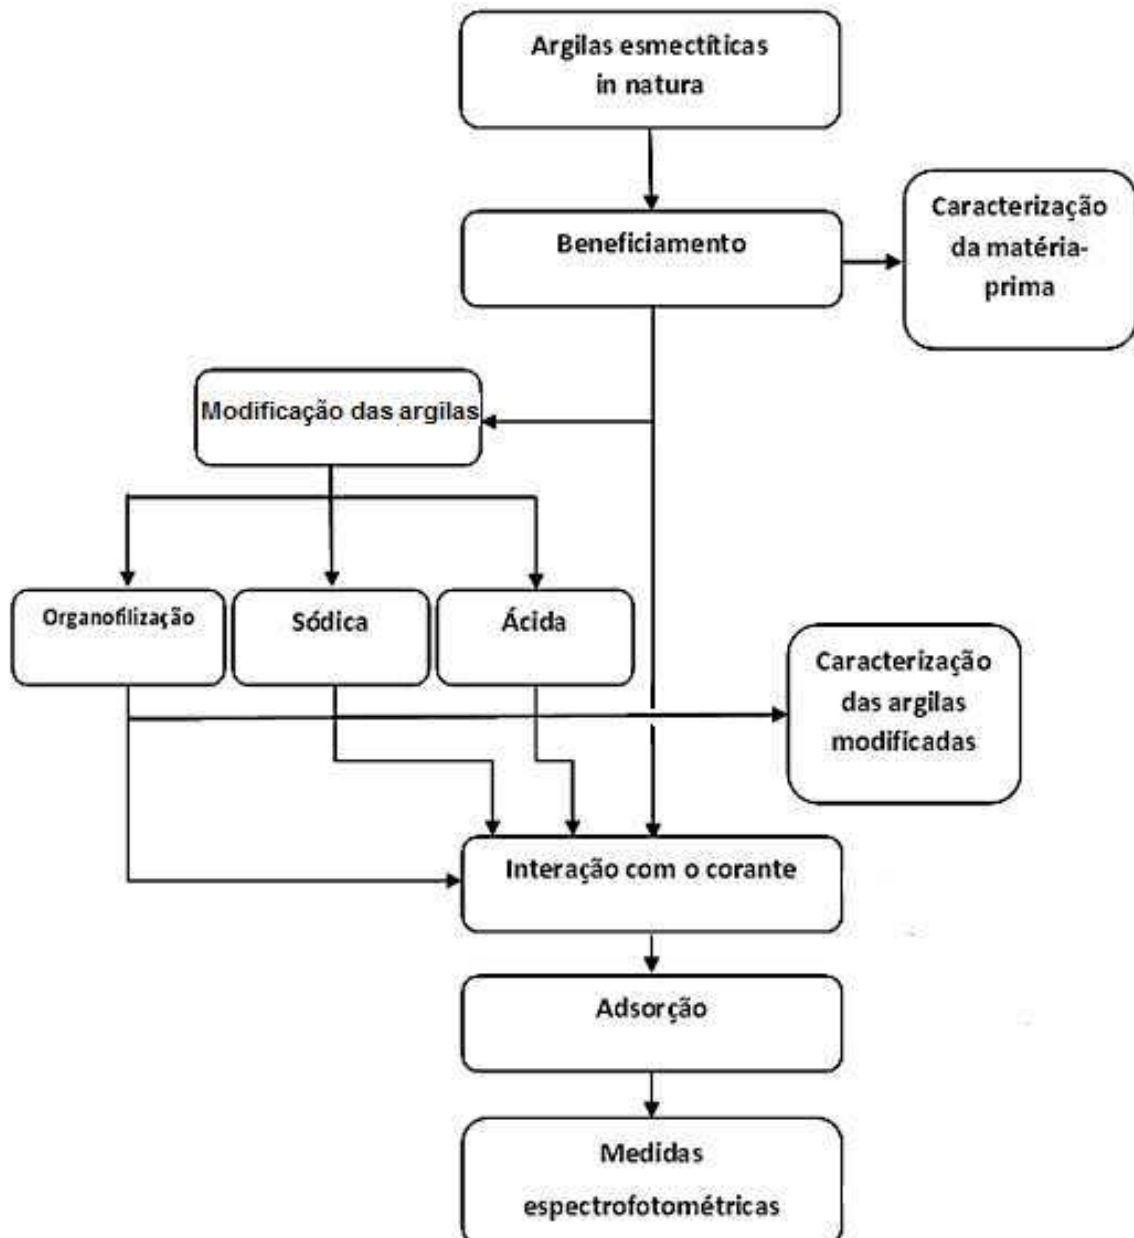 Argilas esmectíticas
in natura
Beneficiamento
Caracterização
da matéria-
prima
Modificação das argilas
Organofilização
Sódica
Ácida
Caracterização
das argilas
modificadas
Interação com o corante
Adsorção
Medidas
espectrofotométricas